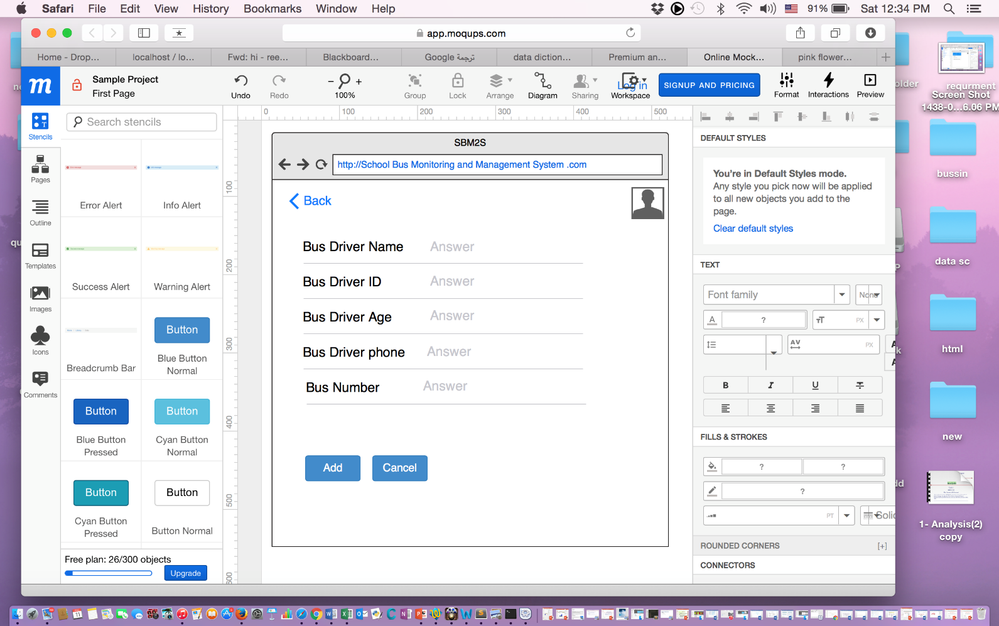 Safari File Edit View History Bookmarks Window Help
91% Sat 12:34 PM
app.moqups.com
Home - Drop... localhost / lo... Fwd: hi - ree... Blackboard... Google ترجمة data diction... Premium an... Online Mock... pink flower...
m
Sample Project
First Page
Undo Redo
100%
Group Lock Arrange Diagram Sharing
Log in
Workspace
SIGNUP AND PRICING
Format Interactions Preview
Stencils
Pages
Outline
Templates
Images
Icons
Comments
Search stencils
Error Alert
Info Alert
Success Alert
Warning Alert
Breadcrumb Bar
Button
Blue Button
Normal
Button
Blue Button
Pressed
Button
Cyan Button
Normal
Button
Cyan Button
Pressed
Button
Button Normal
Free plan: 26/300 objects
Upgrade
0 100 200 300 400 500
100
200
300
400
500
600
SBM2S
http://School Bus Monitoring and Management System .com
Back
Bus Driver Name Answer
Bus Driver ID Answer
Bus Driver Age Answer
Bus Driver phone Answer
Bus Number Answer
Add Cancel
DEFAULT STYLES
You're in Default Styles mode.
Any style you pick now will be applied
to all new objects you add to the
page.
Clear default styles
TEXT
Font family
None
A ? TT PX
AV PX
B I U T
FILLS & STROKES
? ?
?
PT Solid
ROUNDED CORNERS [+]
CONNECTORS
requrment
Screen Shot
1438-0...6.06 PM
bussin
data sc
html
new
1- Analysis(2)
copy